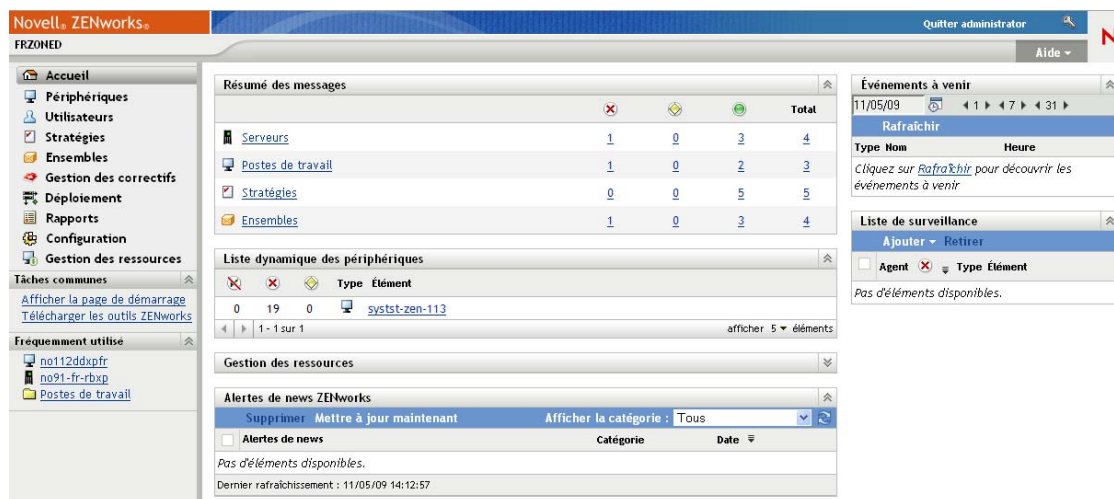 Novell® ZENworks®
Quitter administrator
N
FRZONED
Aide
Accueil
Périphériques
Utilisateurs
Stratégies
Ensembles
Gestion des correctifs
Déploiement
Rapports
Configuration
Gestion des ressources
Tâches communes
Afficher la page de démarrage
Télécharger les outils ZENworks
Fréquemment utilisé
no112ddxpfr
no91-fr-rbxp
Postes de travail
Résumé des messages
Total
Serveurs 1 0 3 4
Postes de travail 1 0 2 3
Stratégies 0 0 5 5
Ensembles 1 0 3 4
Liste dynamique des périphériques
Type Élément
0 19 0 systst-zen-113
1 - 1 sur 1 afficher 5 éléments
Gestion des ressources
Alertes de news ZENworks
Supprimer Mettre à jour maintenant Afficher la catégorie : Tous
Alertes de news Catégorie Date
Pas d'éléments disponibles.
Dernier rafraîchissement : 11/05/09 14:12:57
Événements à venir
11/05/09 1 7 31
Rafraîchir
Type Nom Heure
Cliquez sur Rafraîchir pour découvrir les
événements à venir
Liste de surveillance
Ajouter Retirer
Agent Type Élément
Pas d'éléments disponibles.